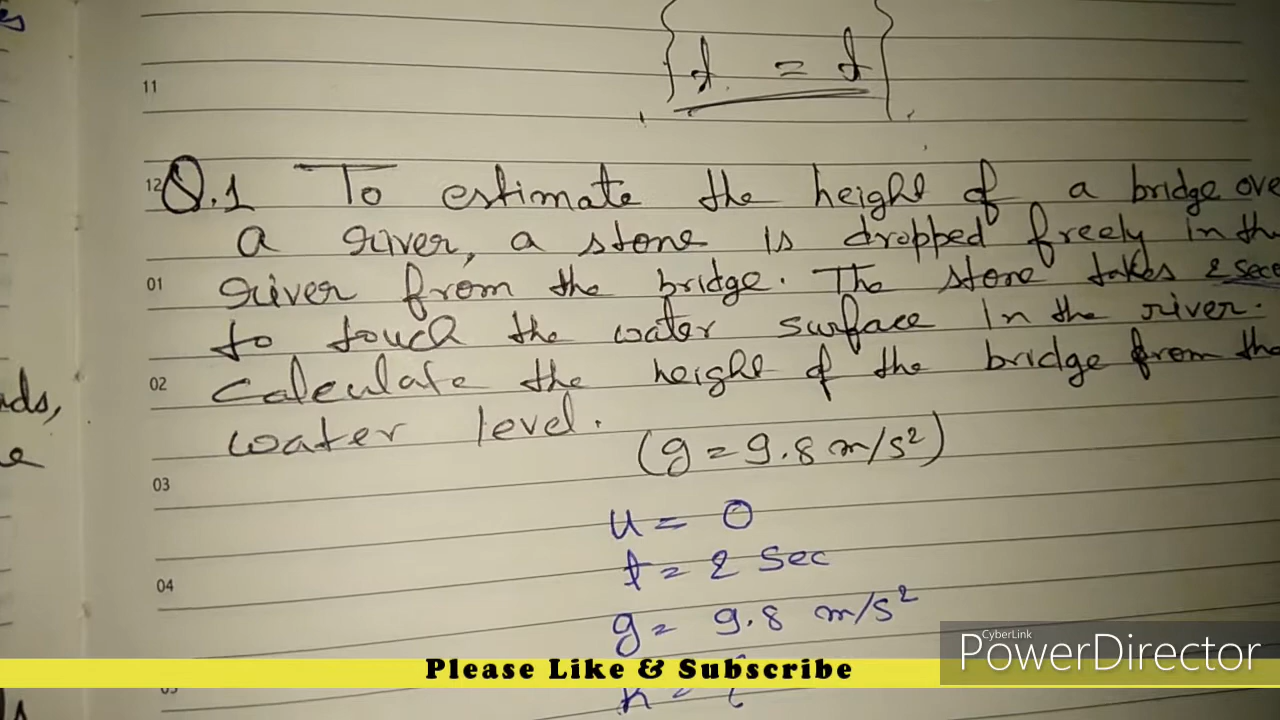 es
11
t = t
12 Q.1 To estimate the height of a bridge ove
a river, a stone is dropped freely in the
01 river from the bridge. The stone takes 2 sec
to touch the water surface in the river.
02 Calculate the height of the bridge from the
water level.
nds,
e
(g = 9.8 m/s²)
03
u = 0
04 t = 2 Sec
g = 9.8 m/s²
CyberLink
PowerDirector
Please Like & Subscribe
h =